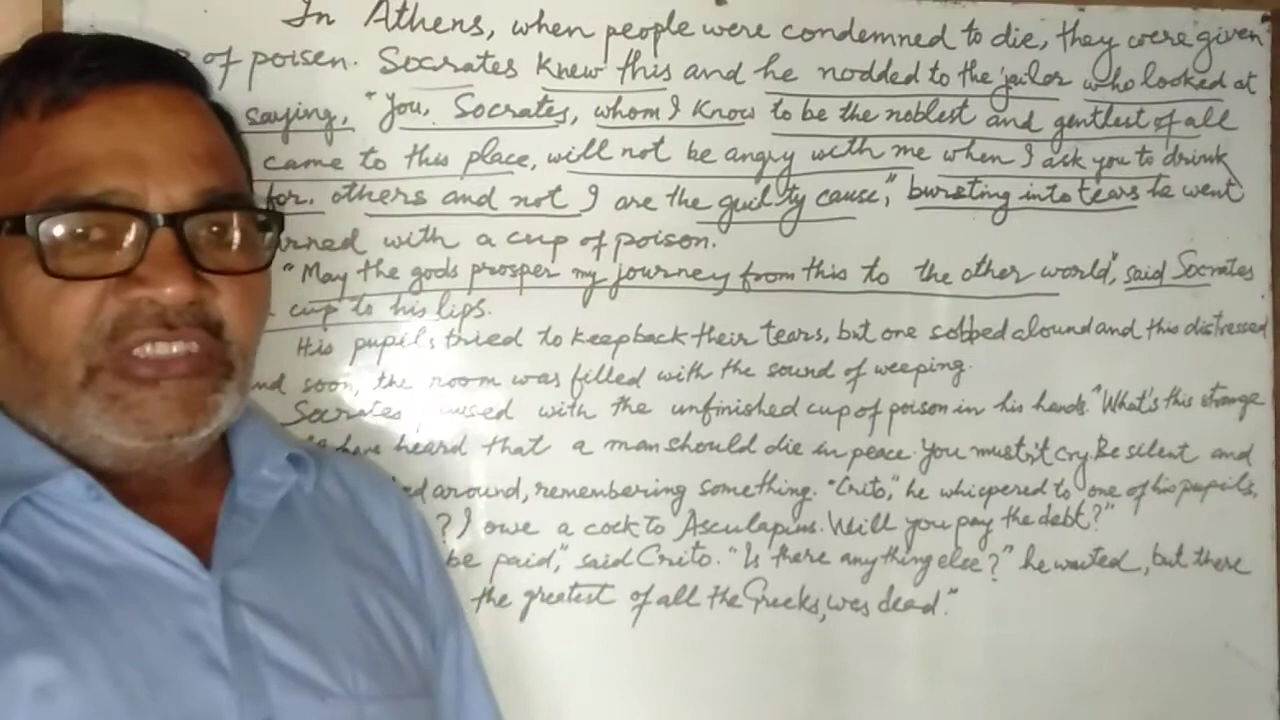 In Athens, when people were condemned to die, they were given
of poisen. Socrates knew this and he nodded to the jailor who looked at
saying, "You, Socrates, whom I know to be the noblest and gentlest of all
came to this place, will not be angry with me when I ask you to drink
for, others and not I are the guilty cause", bursting into tears he went
rned with a cup of poison.
"May the gods prosper my journey from this to the other world", said Socrates
cup to his lips.
His pupils tried to keep back their tears, but one sobbed alound and this distressed
nd soon, the room was filled with the sound of weeping.
Socrates used with the unfinished cup of poison in his hands. "What's this strange
have heard that a man should die in peace. You mustn't cry. Be silent and
ed around, remembering something. "Crito," he whispered to one of his pupils,
? I owe a cock to Asculapius. Will you pay the debt?"
be paid," said Crito. "Is there anything else?" he waited, but there
the greatest of all the Greeks, was dead."